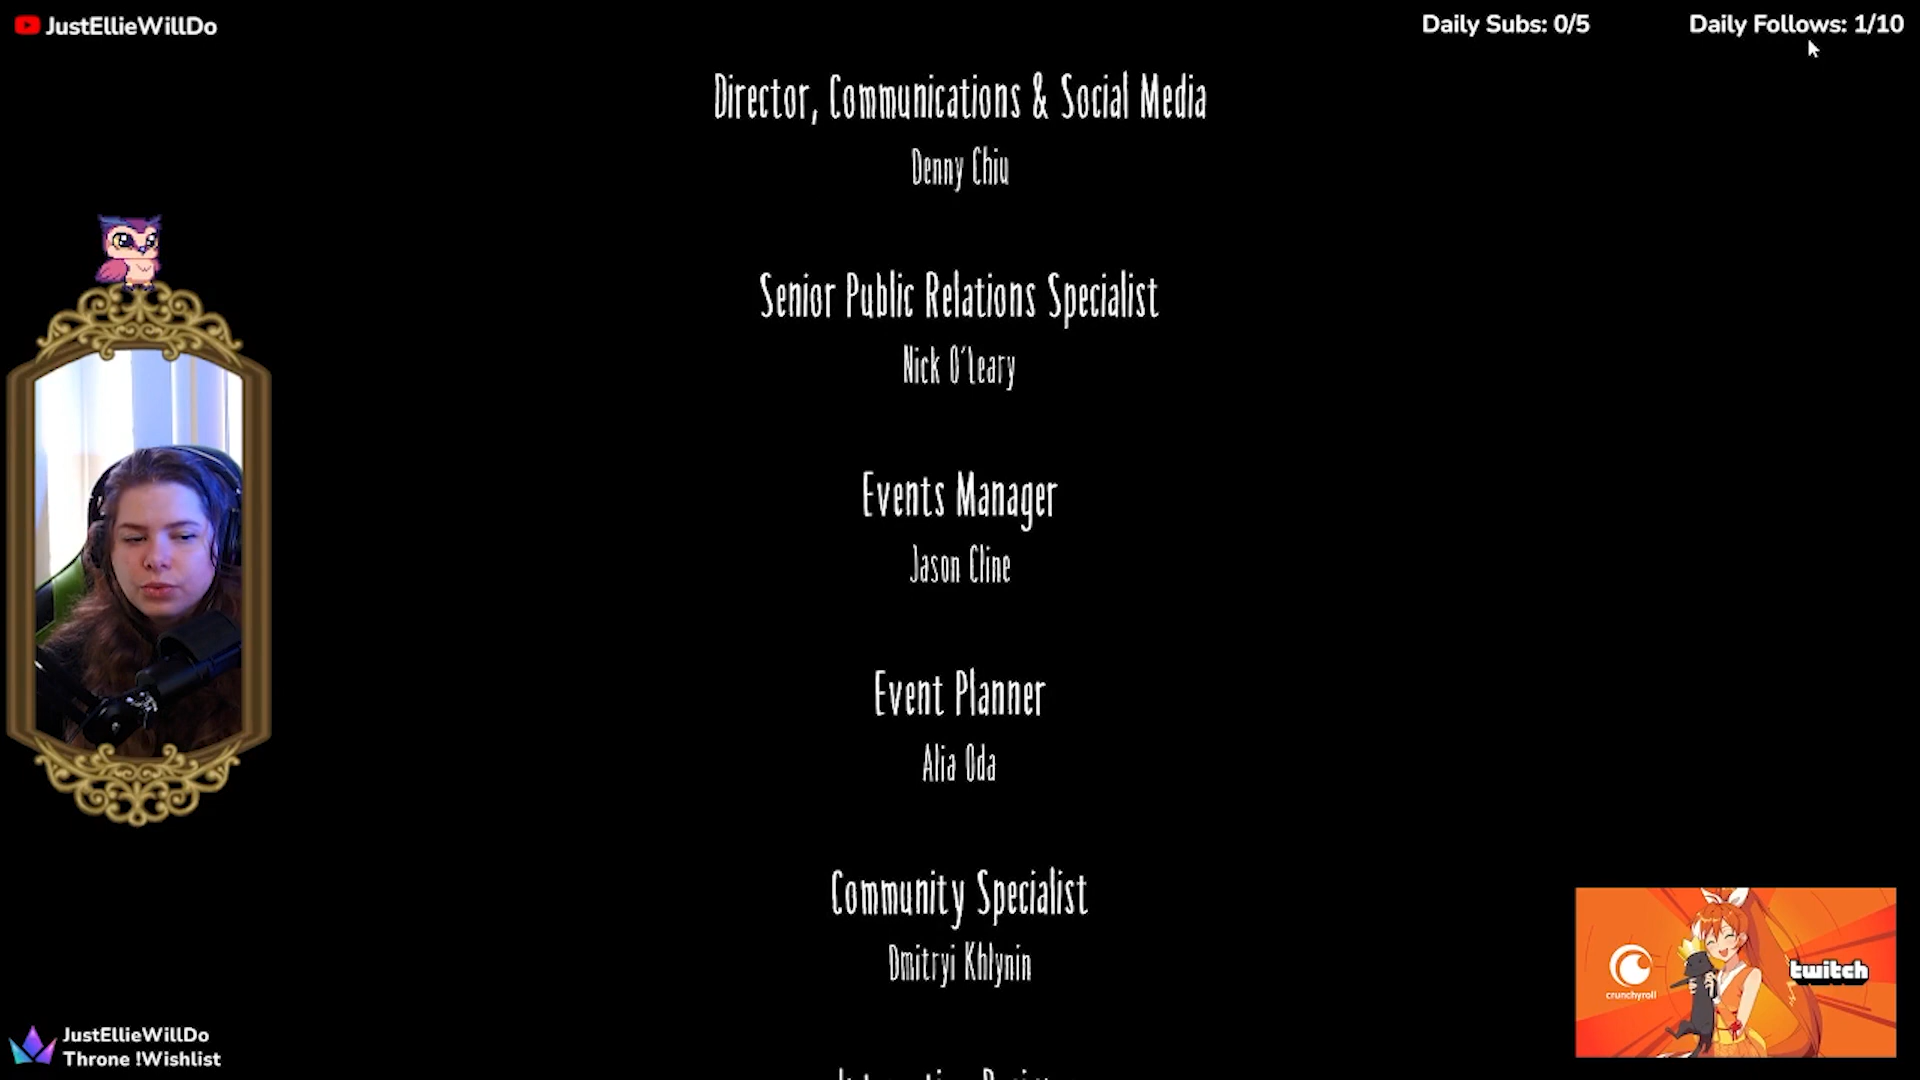 JustEllieWillDo
Daily Subs: 0/5
Daily Follows: 1/10
Director, Communications & Social Media
Denny Chiu
Senior Public Relations Specialist
Nick O'Leary
Events Manager
Jason Cline
Event Planner
Alia Oda
Community Specialist
Dmitryi Khlynin
crunchyroll
twitch
JustEllieWillDo
Throne !Wishlist